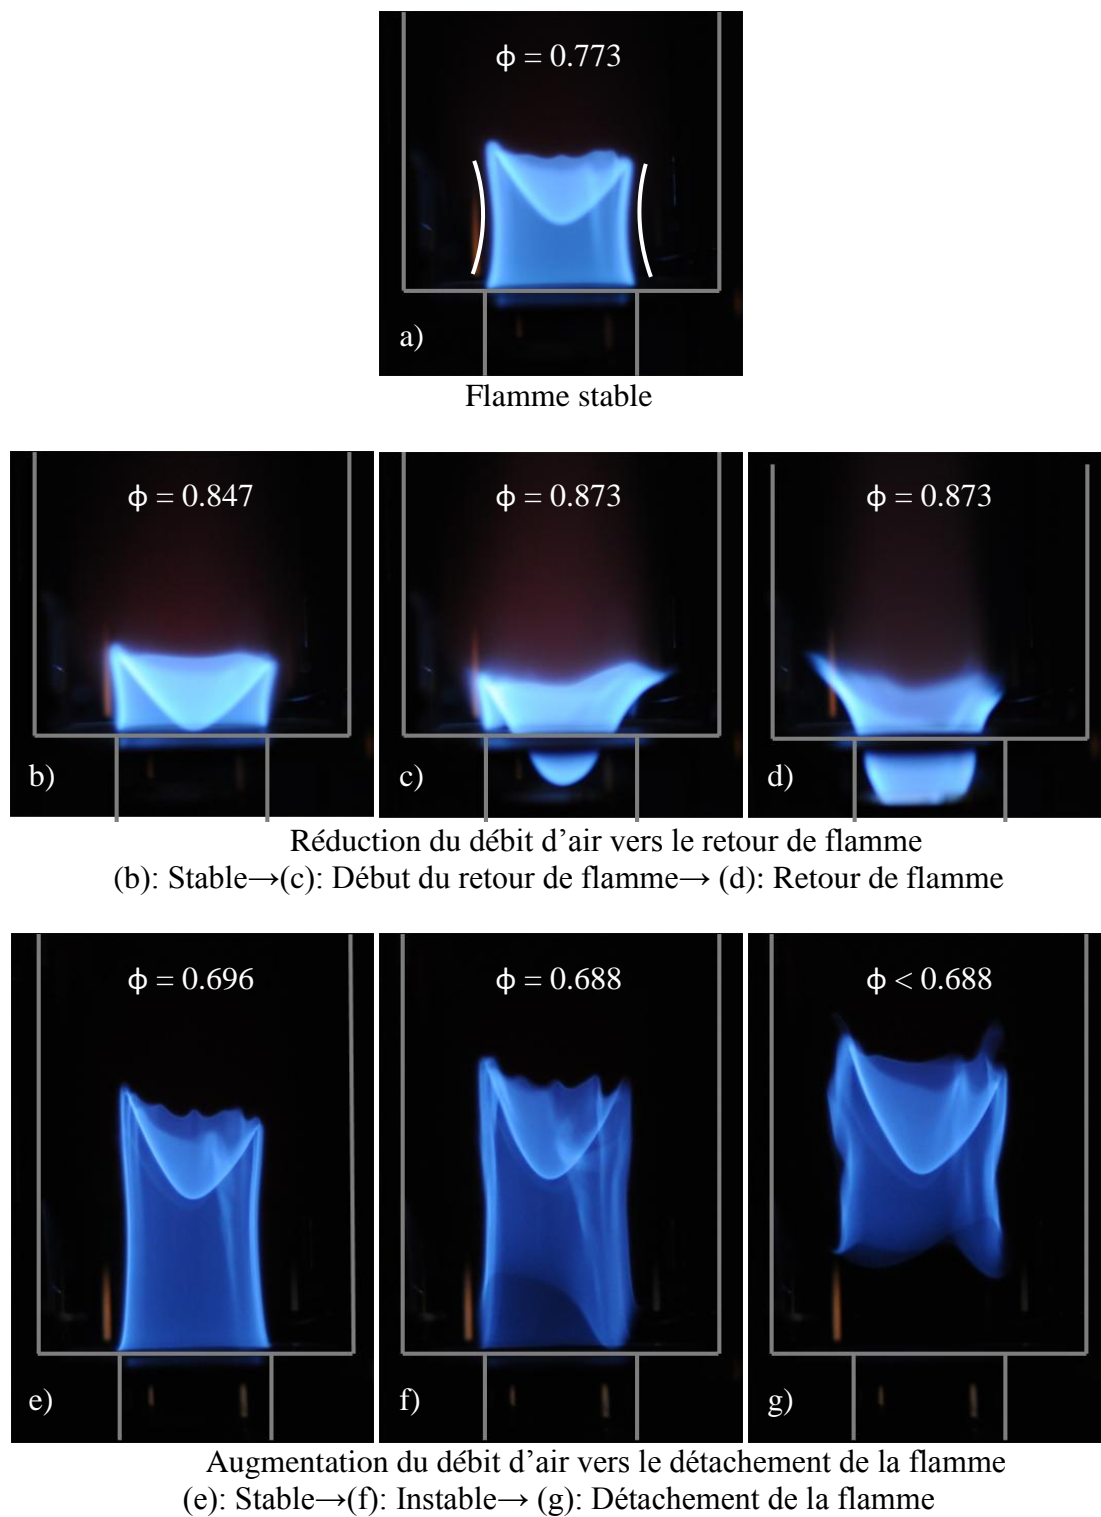 ϕ = 0.773
a)
Flamme stable
ϕ = 0.847
ϕ = 0.873
ϕ = 0.873
b)
c)
d)
Réduction du débit d’air vers le retour de flamme
(b): Stable→(c): Début du retour de flamme→ (d): Retour de flamme
ϕ = 0.696
ϕ = 0.688
ϕ < 0.688
e)
f)
g)
Augmentation du débit d’air vers le détachement de la flamme
(e): Stable→(f): Instable→ (g): Détachement de la flamme